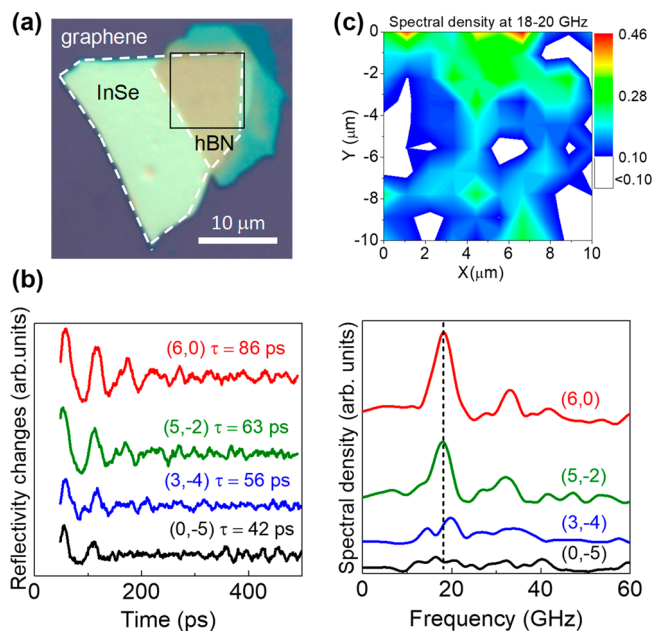 (a)
graphene
InSe
hBN
10 μm
(c)
Spectral density at 18-20 GHz
0
-2
-4
-6
-8
-10
Y (μm)
0 2 4 6 8 10
X(μm)
0.46
0.28
0.10
<0.10
(b)
Reflectivity changes (arb.units)
(6,0) τ = 86 ps
(5,-2) τ = 63 ps
(3,-4) τ = 56 ps
(0,-5) τ = 42 ps
0 200 400
Time (ps)
Spectral density (arb. units)
(6,0)
(5,-2)
(3,-4)
(0,-5)
0 20 40 60
Frequency (GHz)